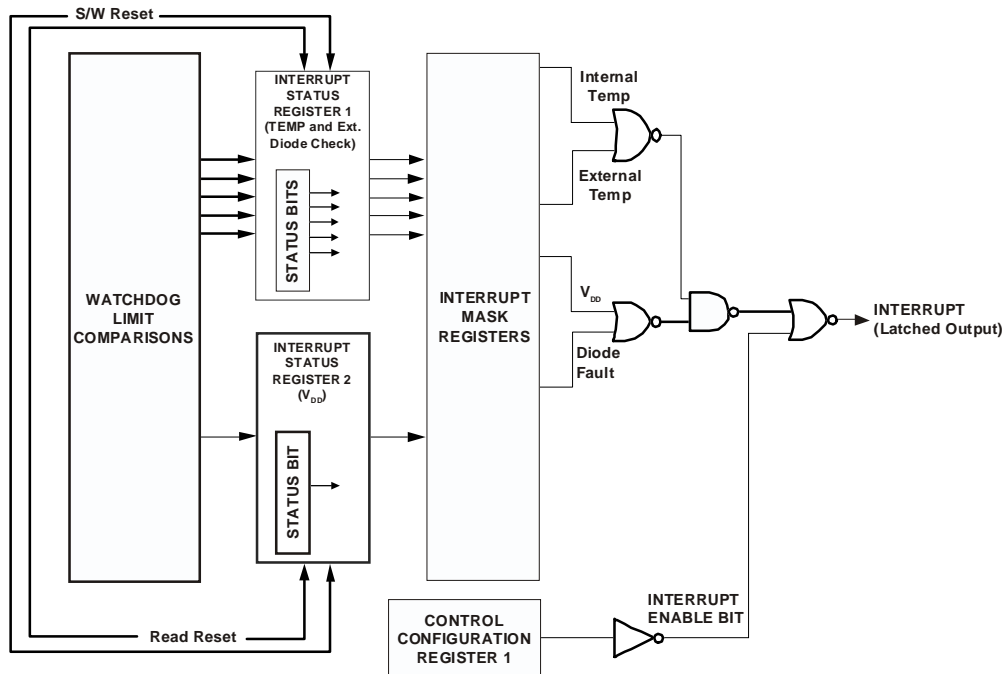 S/W Reset
WATCHDOG
LIMIT
COMPARISONS
INTERRUPT
STATUS
REGISTER 1
(TEMP and Ext.
Diode Check)
STATUS BITS
INTERRUPT
STATUS
REGISTER 2
(VDD)
STATUS BIT
Read Reset
INTERRUPT
MASK
REGISTERS
Internal
Temp
External
Temp
VDD
Diode
Fault
INTERRUPT
(Latched Output)
CONTROL
CONFIGURATION
REGISTER 1
INTERRUPT
ENABLE BIT